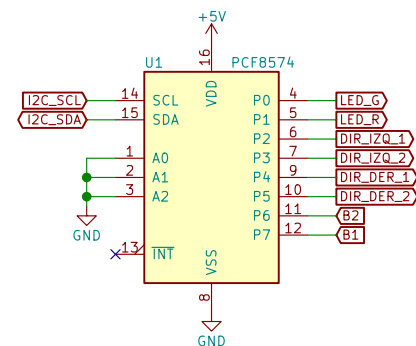 +5V
U1 PCF8574
16
VDD
I2C_SCL 14 SCL P0 4 LED_G
I2C_SDA 15 SDA P1 5 LED_R
P2 6 DIR_IZQ_1
1 A0 P3 7 DIR_IZQ_2
2 A1 P4 9 DIR_DER_1
3 A2 P5 10 DIR_DER_2
P6 11 B2
GND P7 12 B1
13 INT
VSS
8
GND